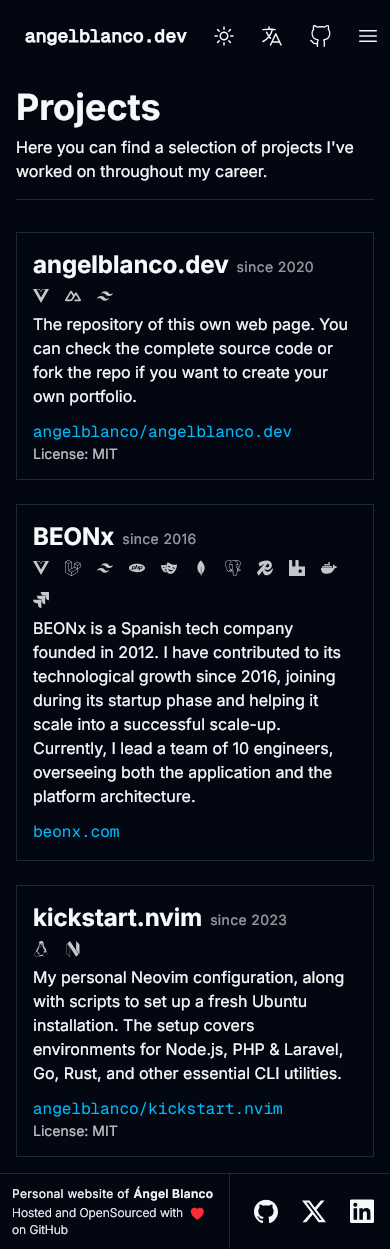 angelblanco.dev
Projects
Here you can find a selection of projects I've
worked on throughout my career.
angelblanco.dev since 2020
The repository of this own web page. You
can check the complete source code or
fork the repo if you want to create your
own portfolio.
angelblanco/angelblanco.dev
License: MIT
BEONx since 2016
php
BEONx is a Spanish tech company
founded in 2012. I have contributed to its
technological growth since 2016, joining
during its startup phase and helping it
scale into a successful scale-up.
Currently, I lead a team of 10 engineers,
overseeing both the application and the
platform architecture.
beonx.com
kickstart.nvim since 2023
My personal Neovim configuration, along
with scripts to set up a fresh Ubuntu
installation. The setup covers
environments for Node.js, PHP & Laravel,
Go, Rust, and other essential CLI utilities.
angelblanco/kickstart.nvim
License: MIT
Personal website of Ángel Blanco
Hosted and OpenSourced with ❤️
on GitHub